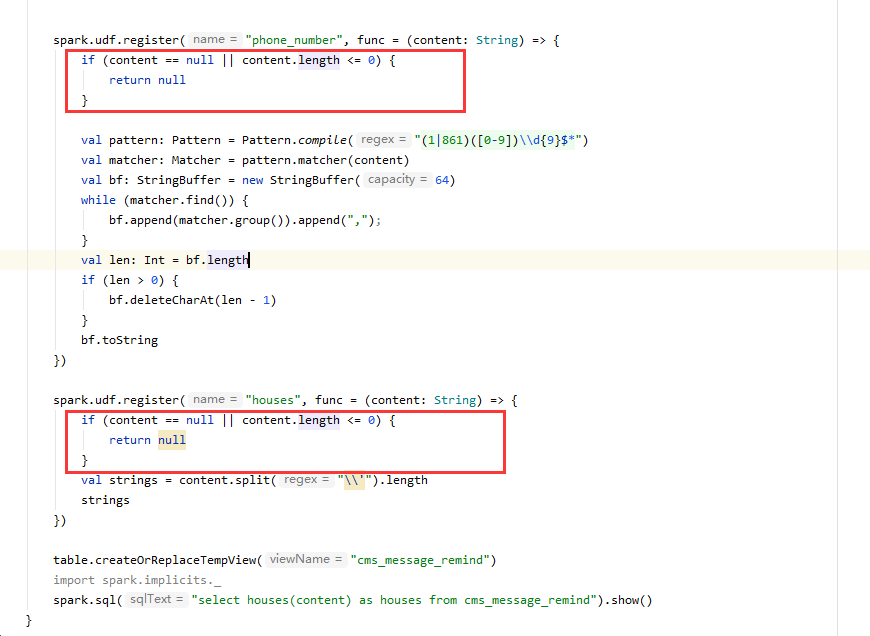 spark.udf.register( name = "phone_number", func = (content: String) => {
if (content == null || content.length <= 0) {
return null
}
val pattern: Pattern = Pattern.compile( regex = "(1|861)([0-9])\\d{9}$*")
val matcher: Matcher = pattern.matcher(content)
val bf: StringBuffer = new StringBuffer( capacity = 64)
while (matcher.find()) {
bf.append(matcher.group()).append(",");
}
val len: Int = bf.length
if (len > 0) {
bf.deleteCharAt(len - 1)
}
bf.toString
})
spark.udf.register( name = "houses", func = (content: String) => {
if (content == null || content.length <= 0) {
return null
}
val strings = content.split( regex = "\\'").length
strings
})
table.createOrReplaceTempView( viewName = "cms_message_remind")
import spark.implicits._
spark.sql( sqlText = "select houses(content) as houses from cms_message_remind").show()
}